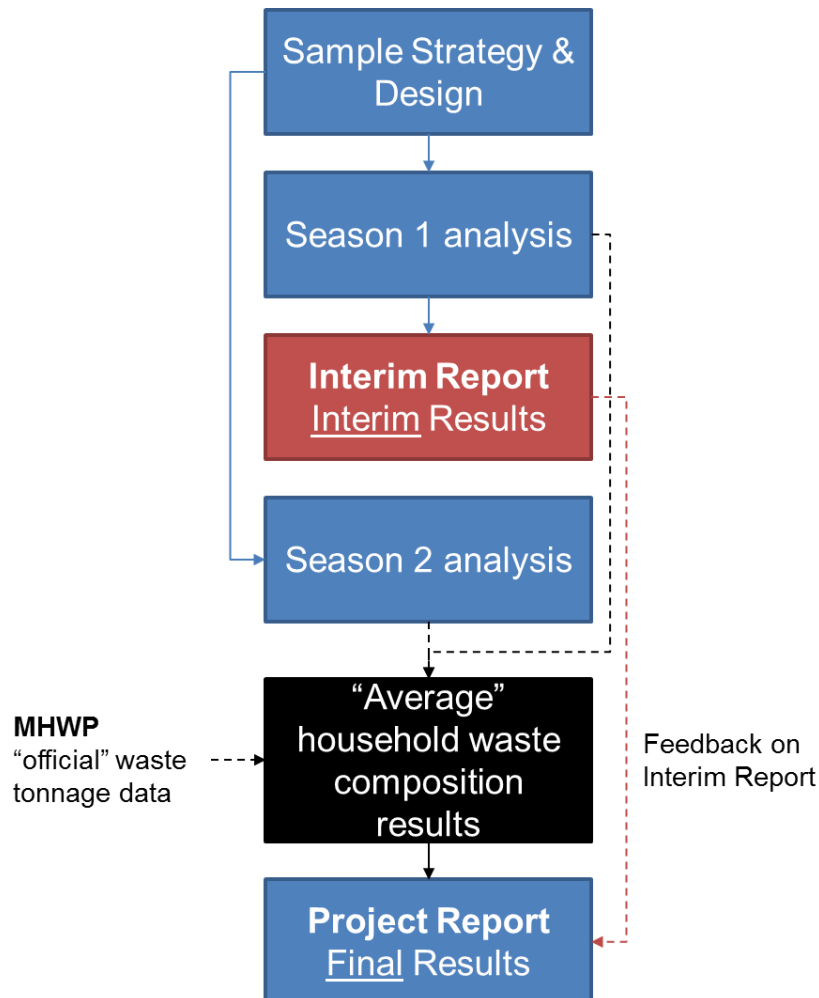 Sample Strategy &
Design
Season 1 analysis
Interim Report
Interim Results
Season 2 analysis
“Average”
household waste
composition
results
MHWP
“official” waste
tonnage data
Feedback on
Interim Report
Project Report
Final Results